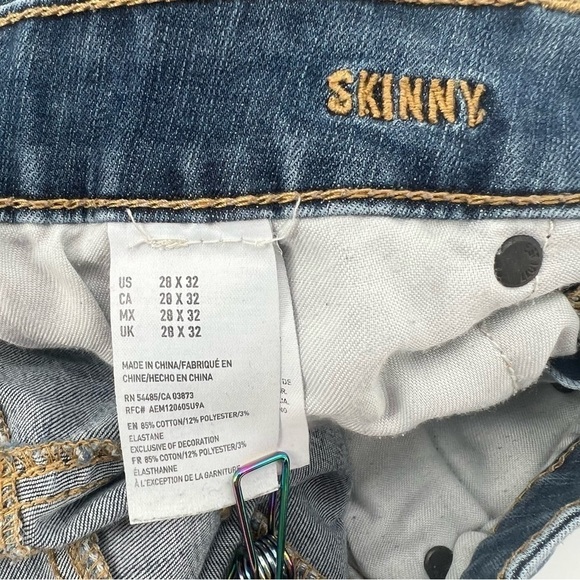 SKINNY
US 28 X 32
CA 28 X 32
MX 28 X 32
UK 28 X 32
MADE IN CHINA/FABRIQUÉ EN
CHINE/HECHO EN CHINA
RN 54485/CA 03873
RFC# AEM120605U9A
EN 85% COTTON/12% POLYESTER/3%
ELASTANE
EXCLUSIVE OF DECORATION
FR 85% COTON/12% POLYESTER/3%
ÉLASTHANNE
À L'EXCEPTION DE LA GARNITURE